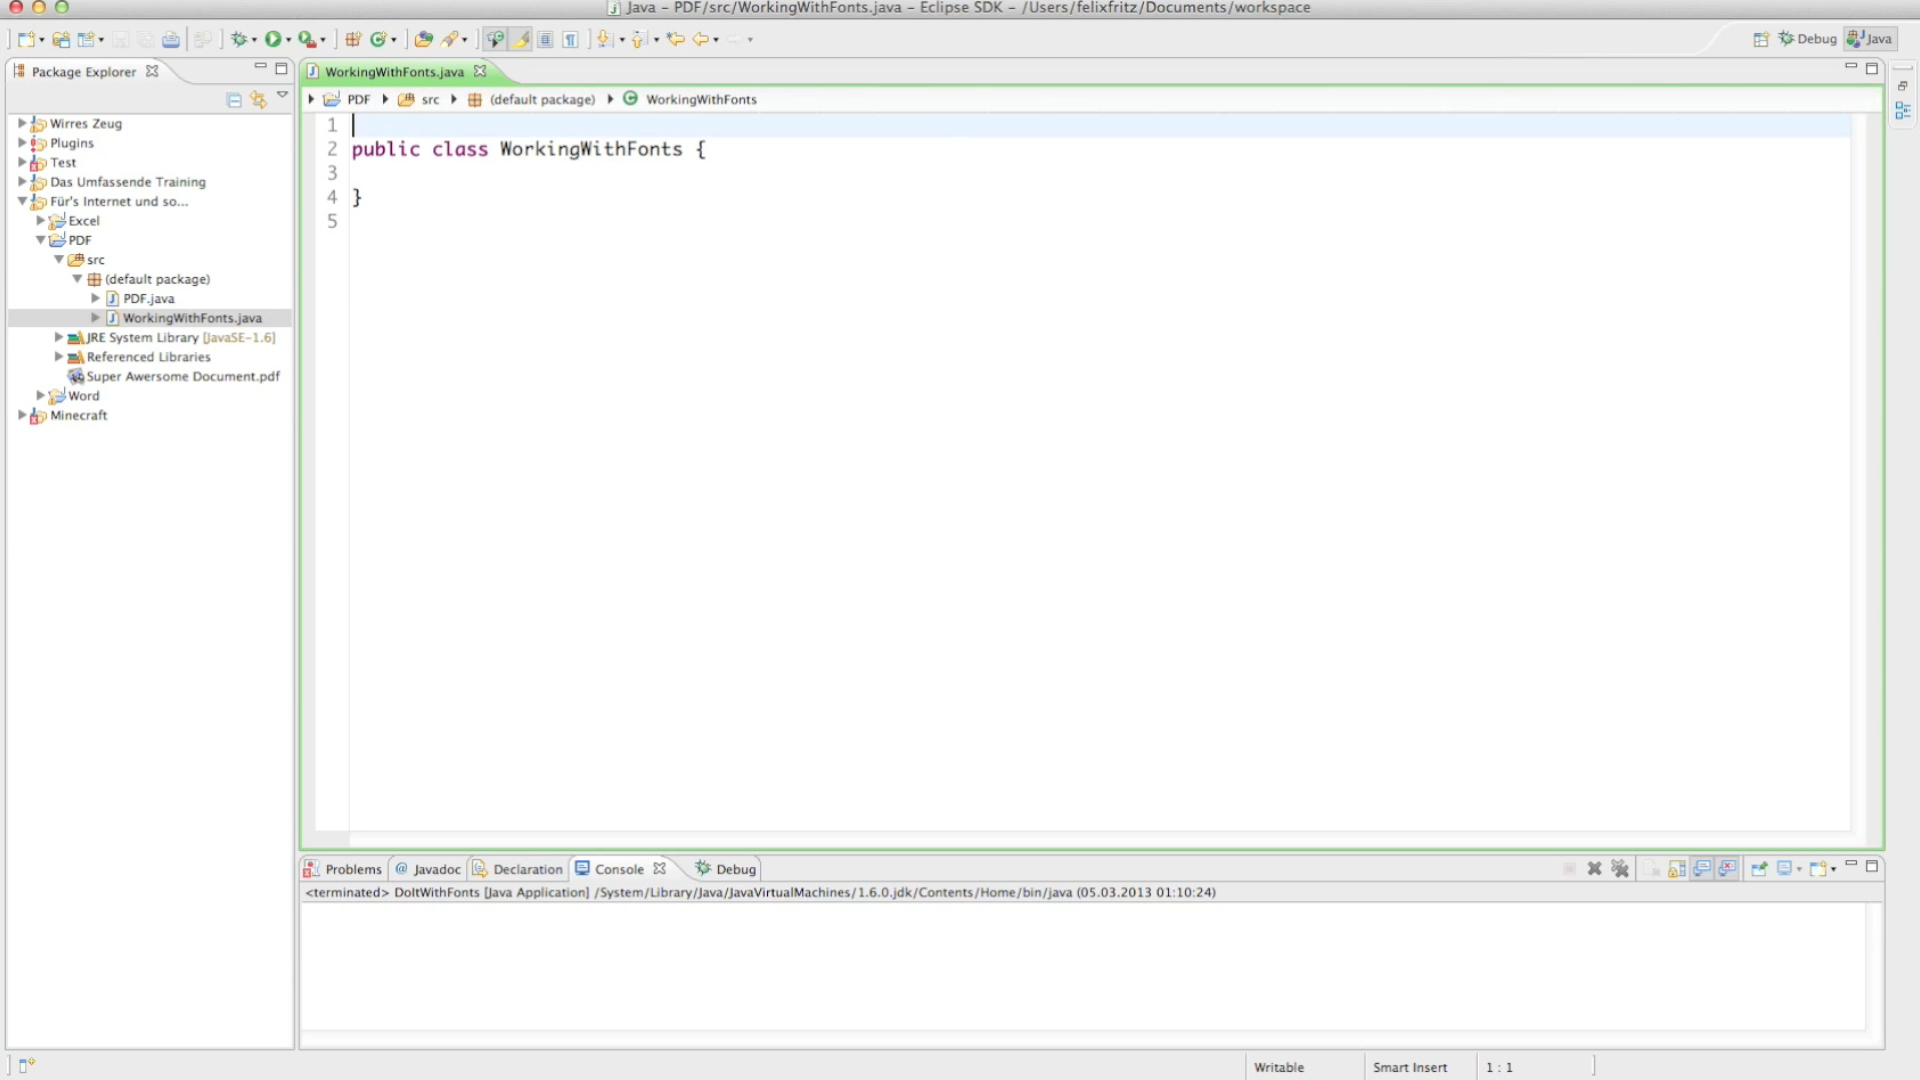 Java – PDF/src/WorkingWithFonts.java – Eclipse SDK – /Users/felixfritz/Documents/workspace
Debug
Java
Package Explorer
Wirres Zeug
Plugins
Test
Das Umfassende Training
Für's Internet und so...
Excel
PDF
src
(default package)
PDF.java
WorkingWithFonts.java
JRE System Library [JavaSE-1.6]
Referenced Libraries
Super Awersome Document.pdf
Word
Minecraft
WorkingWithFonts.java
PDF src (default package) WorkingWithFonts
1
2 public class WorkingWithFonts {
3
4 }
5
Problems @ Javadoc Declaration Console Debug
<terminated> DoItWithFonts [Java Application] /System/Library/Java/JavaVirtualMachines/1.6.0.jdk/Contents/Home/bin/java (05.03.2013 01:10:24)
Writable Smart Insert 1 : 1